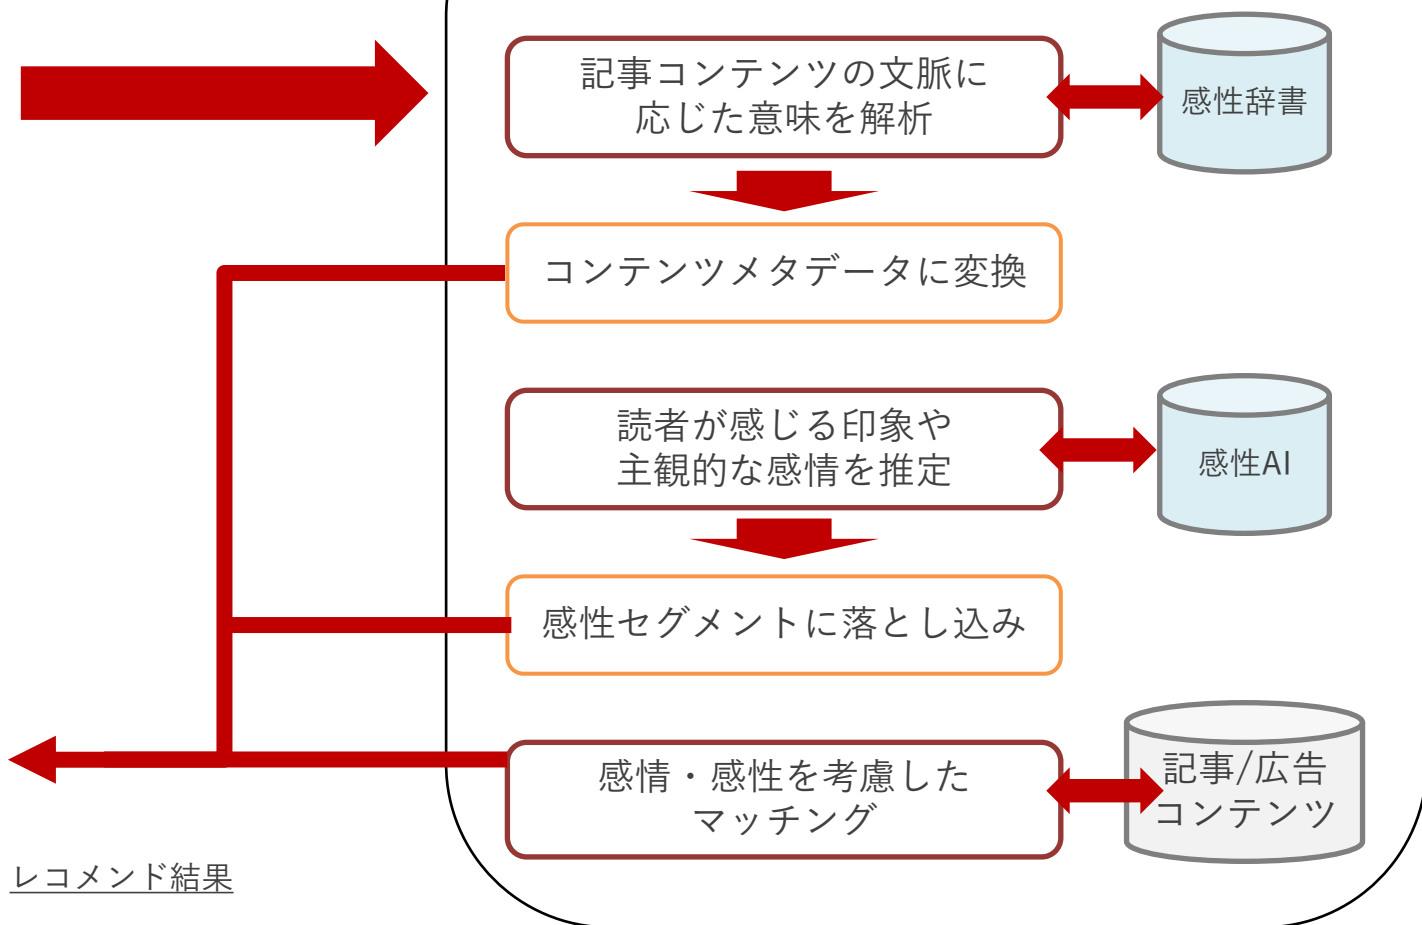 記事コンテンツの文脈に
応じた意味を解析
感性辞書
コンテンツメタデータに変換
読者が感じる印象や
主観的な感情を推定
感性AI
感性セグメントに落とし込み
感情・感性を考慮した
マッチング
記事/広告
コンテンツ
レコメンド結果